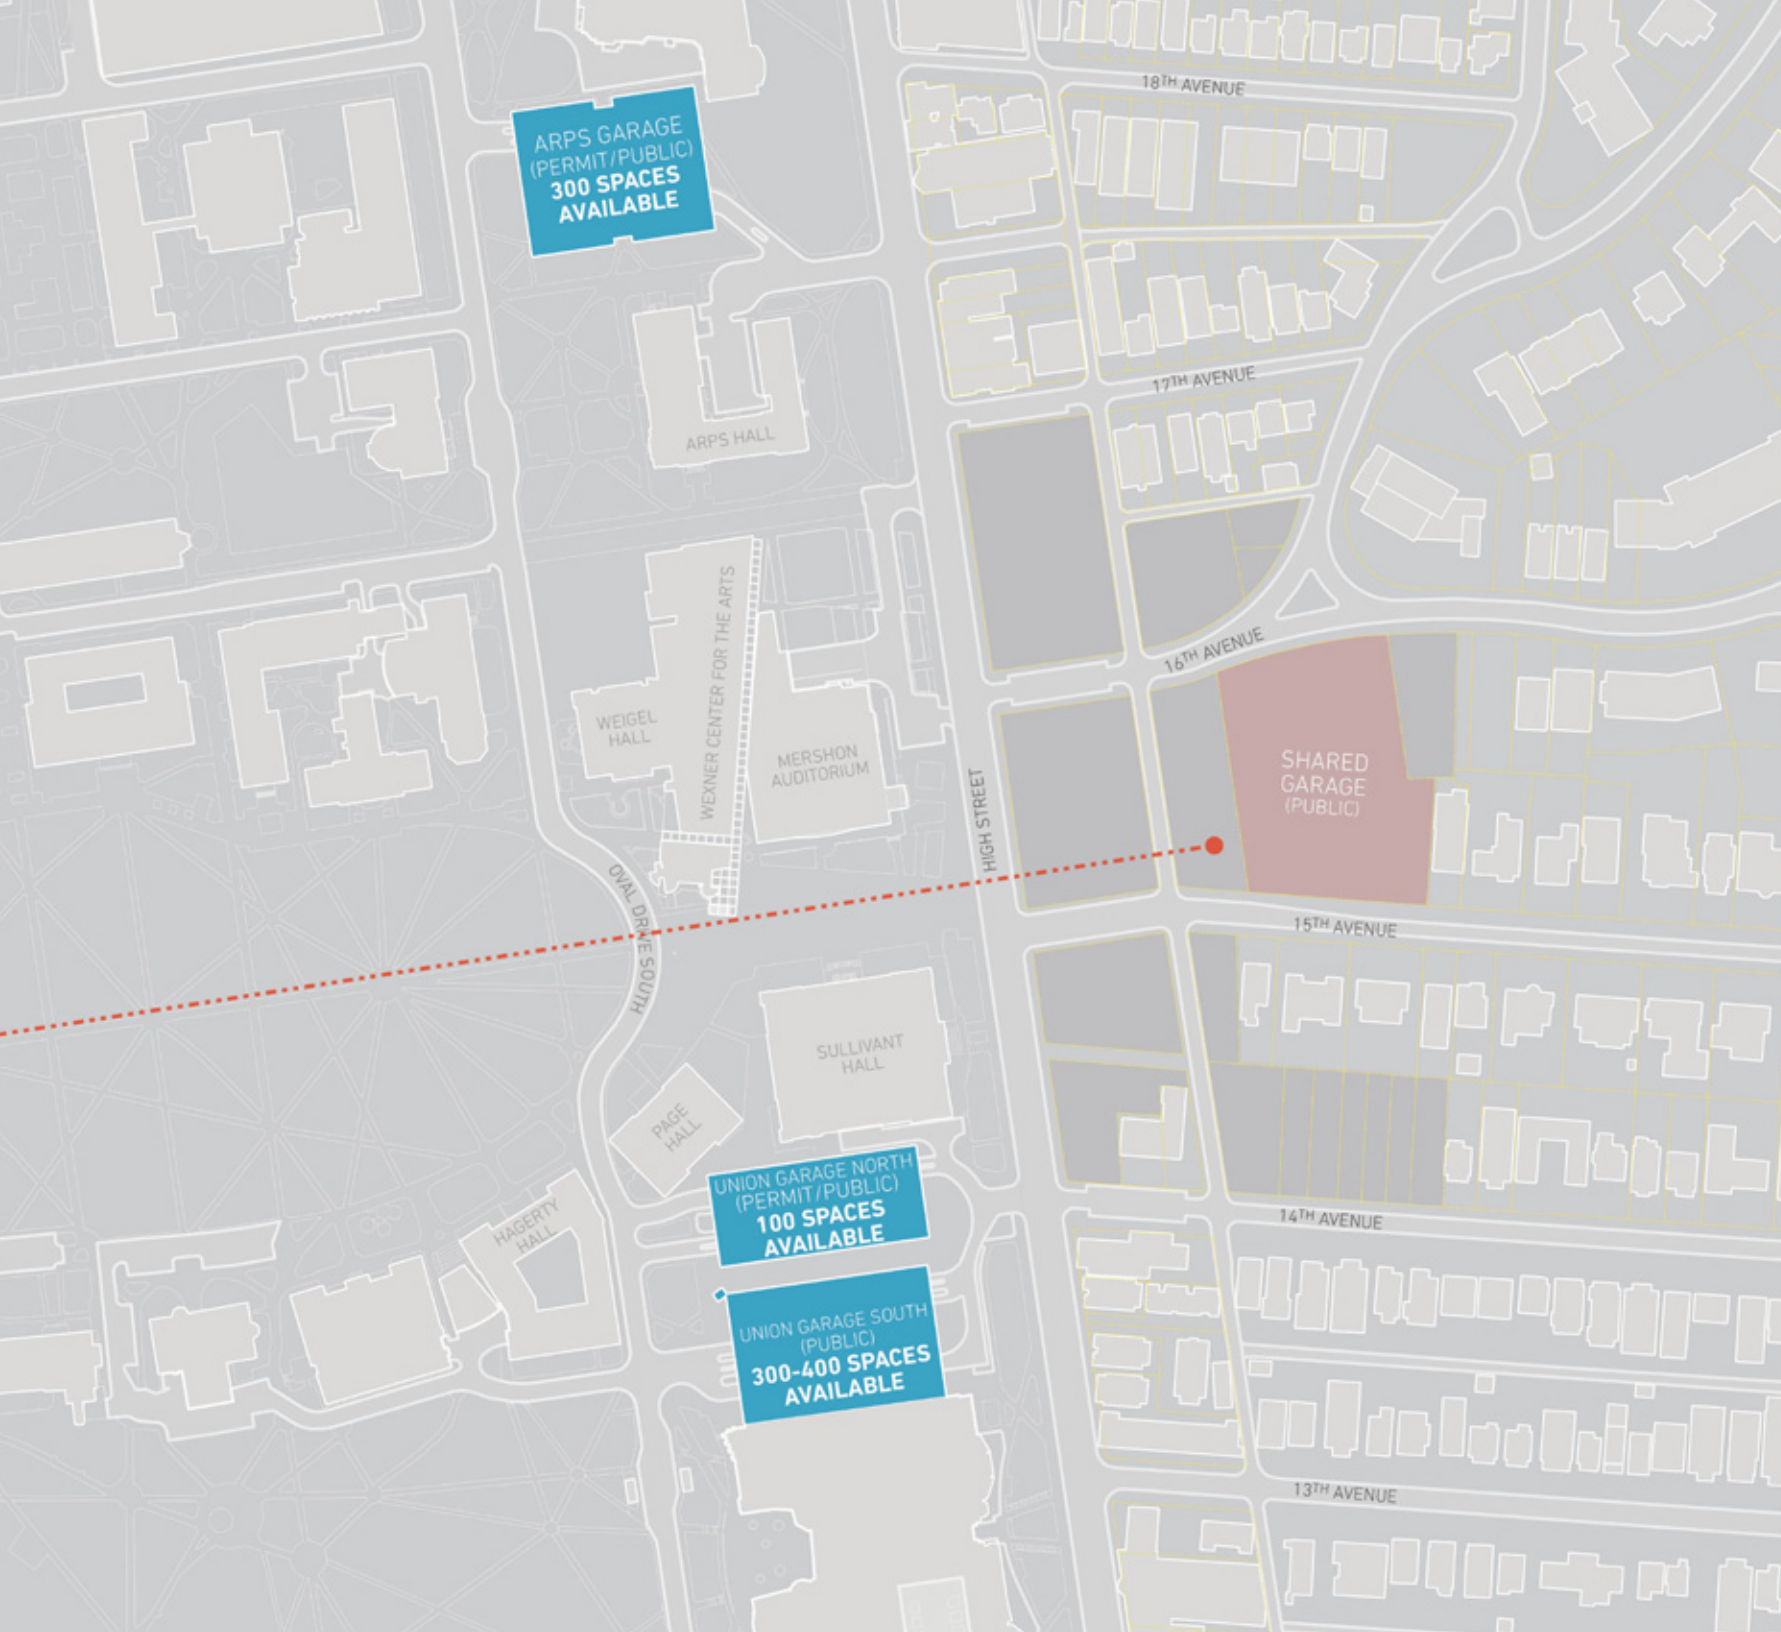 18TH AVENUE
ARPS GARAGE
(PERMIT/PUBLIC)
300 SPACES
AVAILABLE
17TH AVENUE
ARPS HALL
WEXNER CENTER FOR THE ARTS
16TH AVENUE
WEIGEL
HALL
MERSHON
AUDITORIUM
HIGH STREET
SHARED
GARAGE
(PUBLIC)
OVAL DRIVE SOUTH
15TH AVENUE
SULLIVANT
HALL
PAGE
HALL
UNION GARAGE NORTH
(PERMIT/PUBLIC)
100 SPACES
AVAILABLE
HAGERTY
HALL
14TH AVENUE
UNION GARAGE SOUTH
(PUBLIC)
300-400 SPACES
AVAILABLE
13TH AVENUE